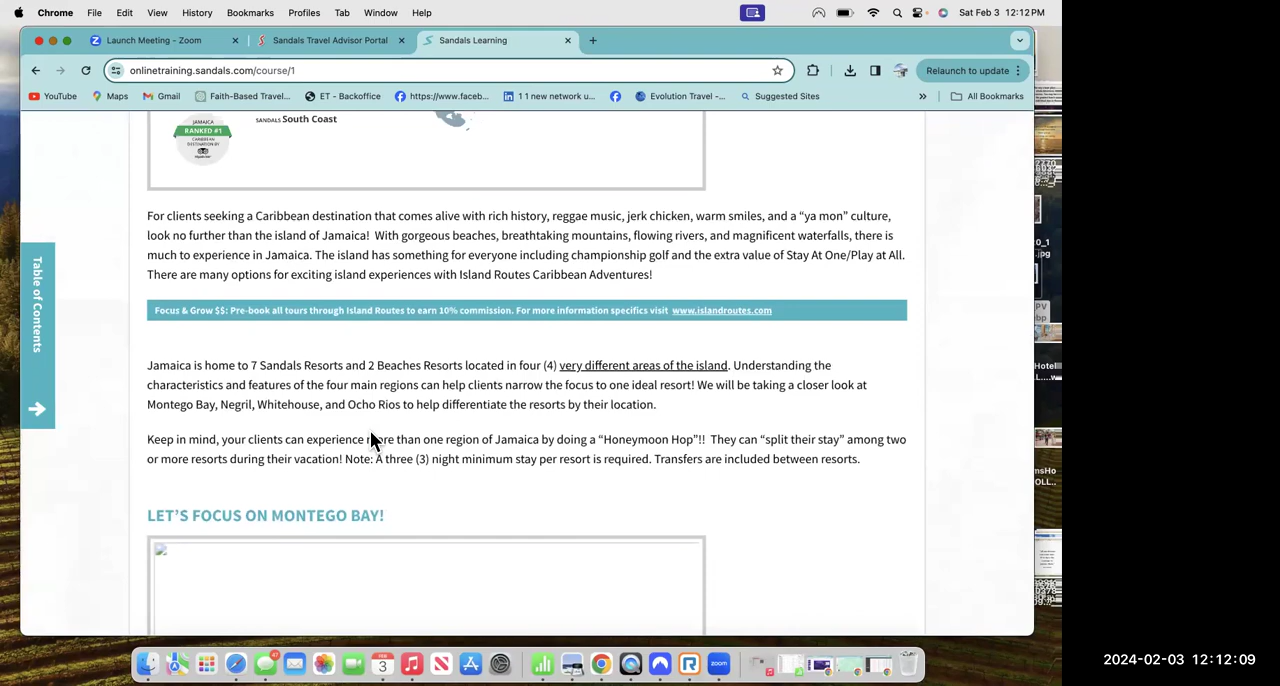 Chrome File Edit View History Bookmarks Profiles Tab Window Help Sat Feb 3 12:12 PM
Launch Meeting - Zoom Sandals Travel Advisor Portal Sandals Learning
onlinetraining.sandals.com/course/1 Relaunch to update
YouTube Maps Gmail Faith-Based Travel... ET - Backoffice https://www.faceb... 1 1 new network u... Evolution Travel -... Suggested Sites » All Bookmarks
JAMAICA
RANKED #1
CARIBBEAN
DESTINATION BY
SANDALS South Coast
For clients seeking a Caribbean destination that comes alive with rich history, reggae music, jerk chicken, warm smiles, and a “ya mon” culture,
look no further than the island of Jamaica! With gorgeous beaches, breathtaking mountains, flowing rivers, and magnificent waterfalls, there is
much to experience in Jamaica. The island has something for everyone including championship golf and the extra value of Stay At One/Play at All.
There are many options for exciting island experiences with Island Routes Caribbean Adventures!
Focus & Grow $$: Pre-book all tours through Island Routes to earn 10% commission. For more information specifics visit www.islandroutes.com
Jamaica is home to 7 Sandals Resorts and 2 Beaches Resorts located in four (4) very different areas of the island. Understanding the
characteristics and features of the four main regions can help clients narrow the focus to one ideal resort! We will be taking a closer look at
Montego Bay, Negril, Whitehouse, and Ocho Rios to help differentiate the resorts by their location.
Keep in mind, your clients can experience more than one region of Jamaica by doing a “Honeymoon Hop”!! They can “split their stay” among two
or more resorts during their vacation! Note: A three (3) night minimum stay per resort is required. Transfers are included between resorts.
LET’S FOCUS ON MONTEGO BAY!
Table of Contents
20_1
.jpg
PV
bp
Hotel
L....w
msHo
OLL..
47
FEB
3
2024-02-03 12:12:09